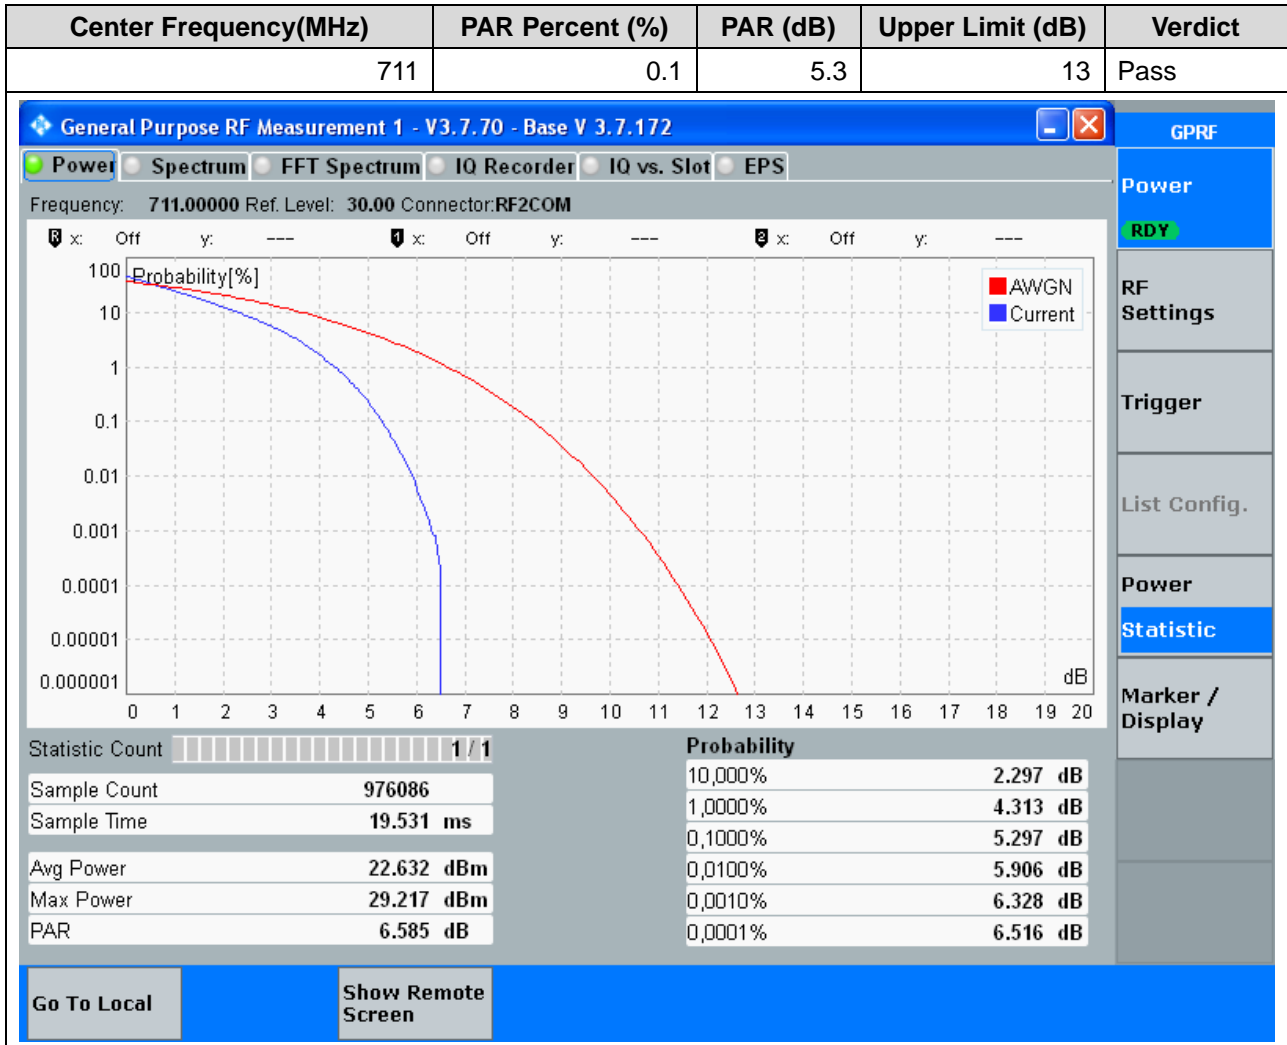 Center Frequency(MHz) PAR Percent (%) PAR (dB) Upper Limit (dB) Verdict
711 0.1 5.3 13 Pass
General Purpose RF Measurement 1 - V3.7.70 - Base V 3.7.172
GPRF
Power Spectrum FFT Spectrum IQ Recorder IQ vs. Slot EPS
Frequency: 711.00000 Ref. Level: 30.00 Connector:RF2COM
R x: Off y: --- 1 x: Off y: --- 2 x: Off y: ---
Probability[%]
AWGN
Current
100
10
1
0.1
0.01
0.001
0.0001
0.00001
0.000001
dB
0 1 2 3 4 5 6 7 8 9 10 11 12 13 14 15 16 17 18 19 20
Statistic Count 1 / 1
Sample Count 976086
Sample Time 19.531 ms
Avg Power 22.632 dBm
Max Power 29.217 dBm
PAR 6.585 dB
Probability
10,000% 2.297 dB
1,0000% 4.313 dB
0,1000% 5.297 dB
0,0100% 5.906 dB
0,0010% 6.328 dB
0,0001% 6.516 dB
Power
RDY
RF
Settings
Trigger
List Config.
Power
Statistic
Marker /
Display
Go To Local
Show Remote
Screen